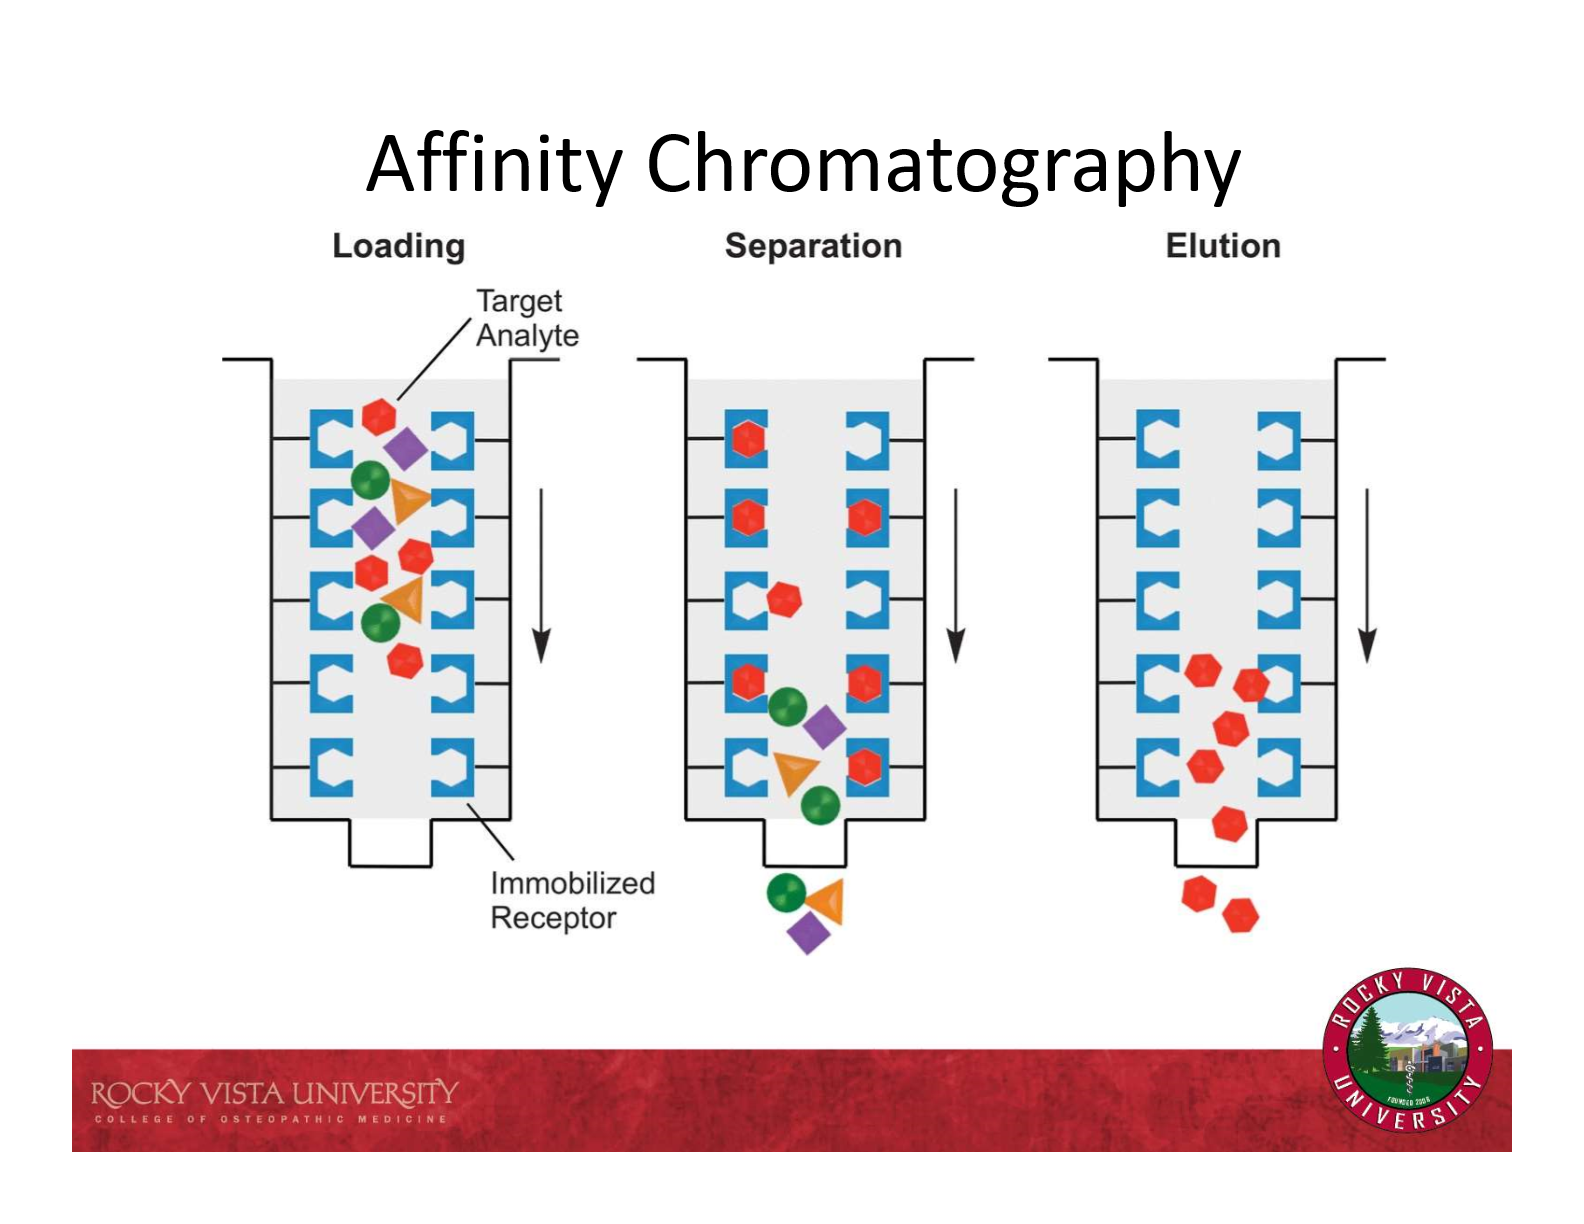 Affinity Chromatography
Loading
Separation
Elution
Target
Analyte
Immobilized
Receptor
ROCKY VISTA UNIVERSITY
COLLEGE OF OSTEOPATHIC MEDICINE
ROCKY VISTA
UNIVERSITY
FOUNDED 2006